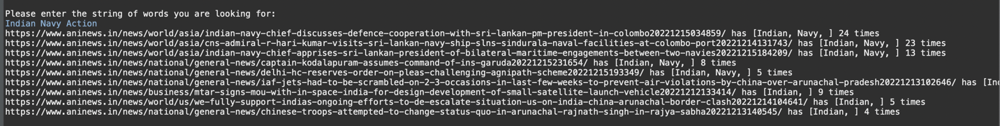 Please enter the string of words you are looking for:
Indian Navy Action
https://www.aninews.in/news/world/asia/indian-navy-chief-discusses-defence-cooperation-with-sri-lankan-pm-president-in-colombo20221215034859/ has [Indian, Navy, ] 24 times
https://www.aninews.in/news/world/asia/cns-admiral-r-hari-kumar-visits-sri-lankan-navy-ship-slns-sindurala-naval-facilities-at-colombo-port20221214131743/ has [Indian, Navy, ] 23 times
https://www.aninews.in/news/world/asia/indian-navy-chief-apprises-sri-lankan-president-of-bilateral-maritime-engagements-between-two-navies20221215184209/ has [Indian, Navy, ] 13 times
https://www.aninews.in/news/national/general-news/captain-kodalapuram-assumes-command-of-ins-garuda20221215231654/ has [Indian, Navy, ] 8 times
https://www.aninews.in/news/national/general-news/delhi-hc-reserves-order-on-pleas-challenging-agnipath-scheme20221215193349/ has [Indian, Navy, ] 5 times
https://www.aninews.in/news/national/general-news/iaf-jets-had-to-be-scrambled-on-2-3-occasions-in-last-few-weeks-to-prevent-air-violations-by-china-over-arunachal-pradesh20221213102646/ has [In
https://www.aninews.in/news/business/mtar-signs-mou-with-in-space-india-for-design-development-of-small-satellite-launch-vehicle20221212133414/ has [Indian, ] 9 times
https://www.aninews.in/news/world/us/we-fully-support-indias-ongoing-efforts-to-de-escalate-situation-us-on-india-china-arunachal-border-clash20221214104641/ has [Indian, ] 5 times
https://www.aninews.in/news/national/general-news/chinese-troops-attempted-to-change-status-quo-in-arunachal-rajnath-singh-in-rajya-sabha20221213140545/ has [Indian, ] 4 times